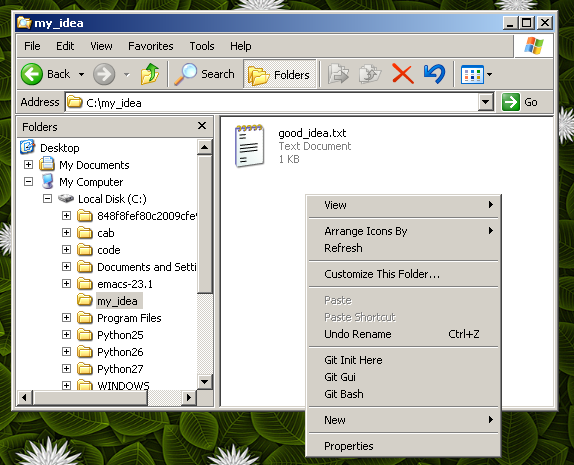 my_idea
File Edit View Favorites Tools Help
Back Search Folders
Address C:\my_idea Go
Folders
Desktop
My Documents
My Computer
Local Disk (C:)
848f8fef80c2009cfe9
cab
code
Documents and Setti
emacs-23.1
my_idea
Program Files
Python25
Python26
Python27
WINDOWS
good_idea.txt
Text Document
1 KB
View
Arrange Icons By
Refresh
Customize This Folder...
Paste
Paste Shortcut
Undo Rename Ctrl+Z
Git Init Here
Git Gui
Git Bash
New
Properties